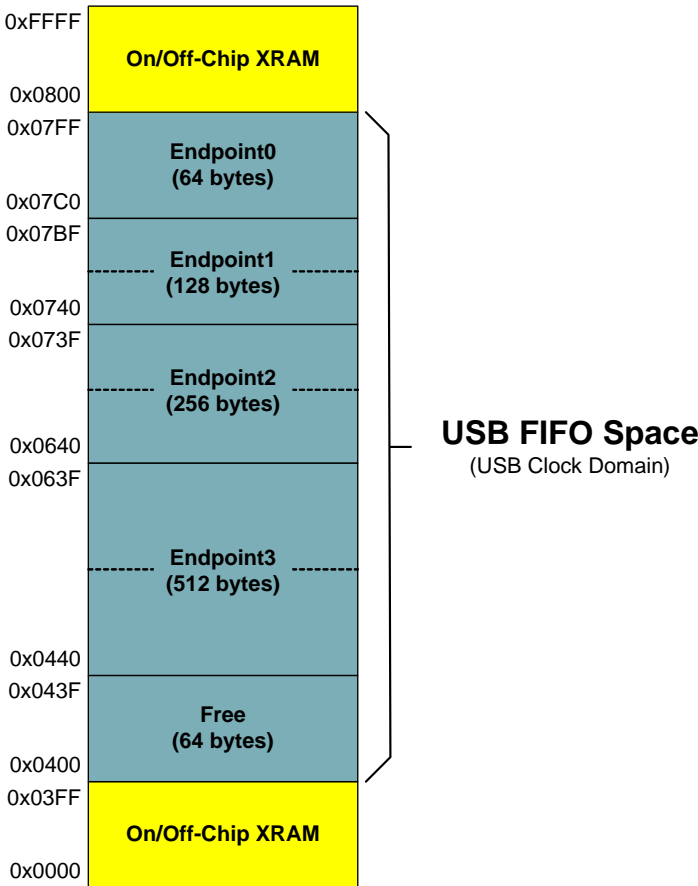 0xFFFF
On/Off-Chip XRAM
0x0800
0x07FF
Endpoint0
(64 bytes)
0x07C0
0x07BF
Endpoint1
(128 bytes)
0x0740
0x073F
Endpoint2
(256 bytes)
0x0640
USB FIFO Space
(USB Clock Domain)
0x063F
Endpoint3
(512 bytes)
0x0440
0x043F
Free
(64 bytes)
0x0400
0x03FF
On/Off-Chip XRAM
0x0000